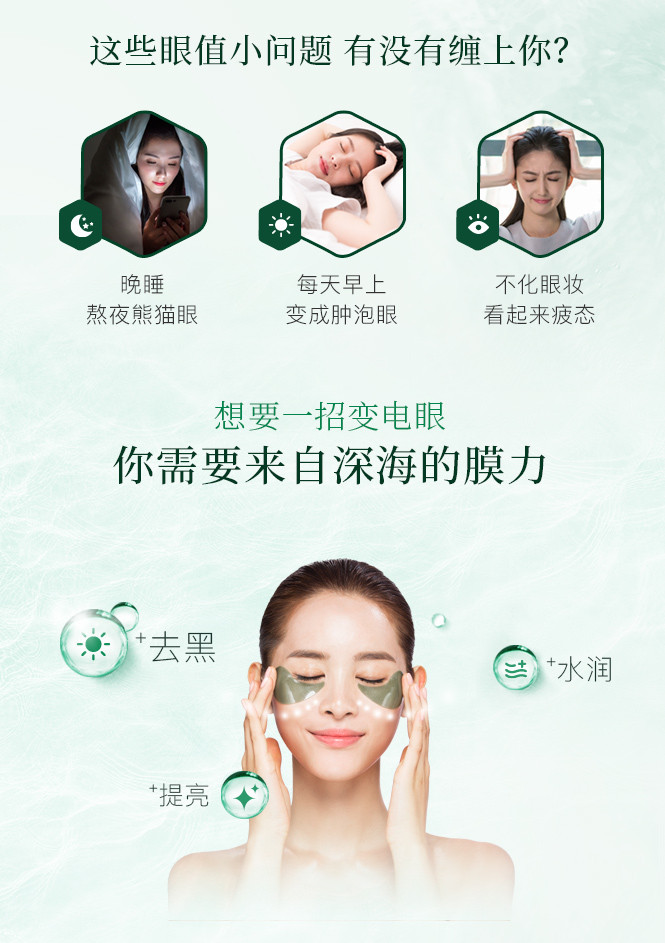 这些眼值小问题 有没有缠上你?
晚睡
熬夜熊猫眼
每天早上
变成肿泡眼
不化眼妆
看起来疲态
想要一招变电眼
你需要来自深海的膜力
+去黑
+水润
+提亮